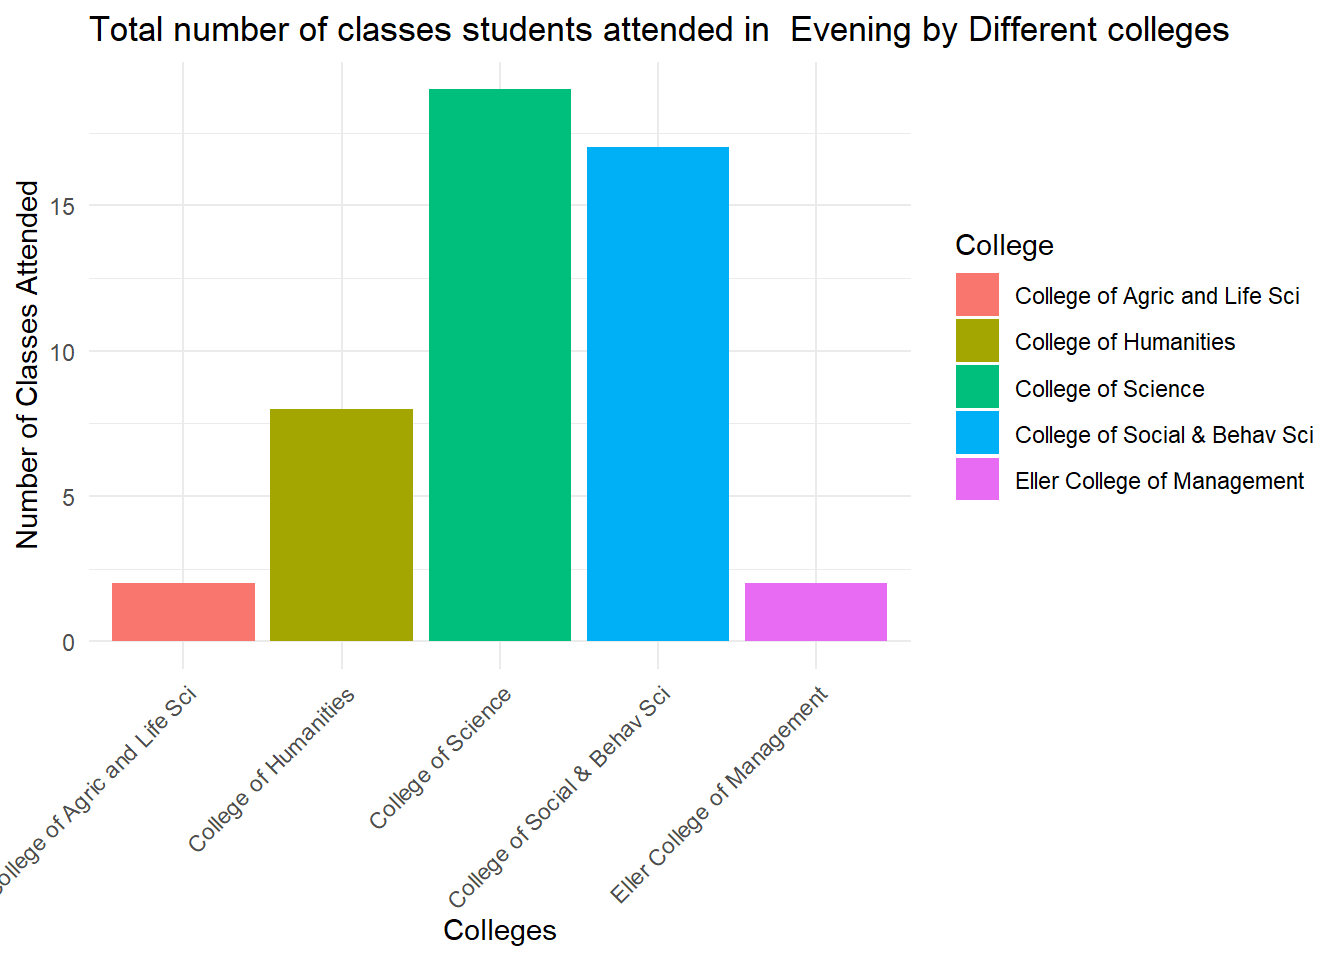 Total number of classes students attended in  Evening by Different colleges
Number of Classes Attended
15
10
5
0
of Agric and Life Sci
College of Humanities
College of Science
College of Social & Behav Sci
Eller College of Management
Colleges
College
College of Agric and Life Sci
College of Humanities
College of Science
College of Social & Behav Sci
Eller College of Management